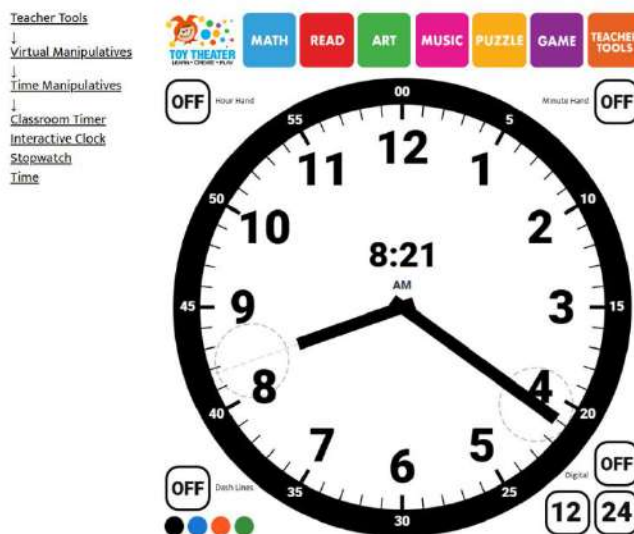 Teacher Tools
↓
Virtual Manipulatives
↓
Time Manipulatives
↓
Classroom Timer
Interactive Clock
Stopwatch
Time
TOY THEATER
LEARN • CREATE • PLAY
MATH
READ
ART
MUSIC
PUZZLE
GAME
TEACHER TOOLS
OFF
Hour Hand
Minute Hand
OFF
00
55
5
12
11
1
50
10
10
2
8:21
AM
45
9
3
15
8
4
40
20
7
5
6
35
25
30
OFF
Dash Lines
Digital
OFF
12
24